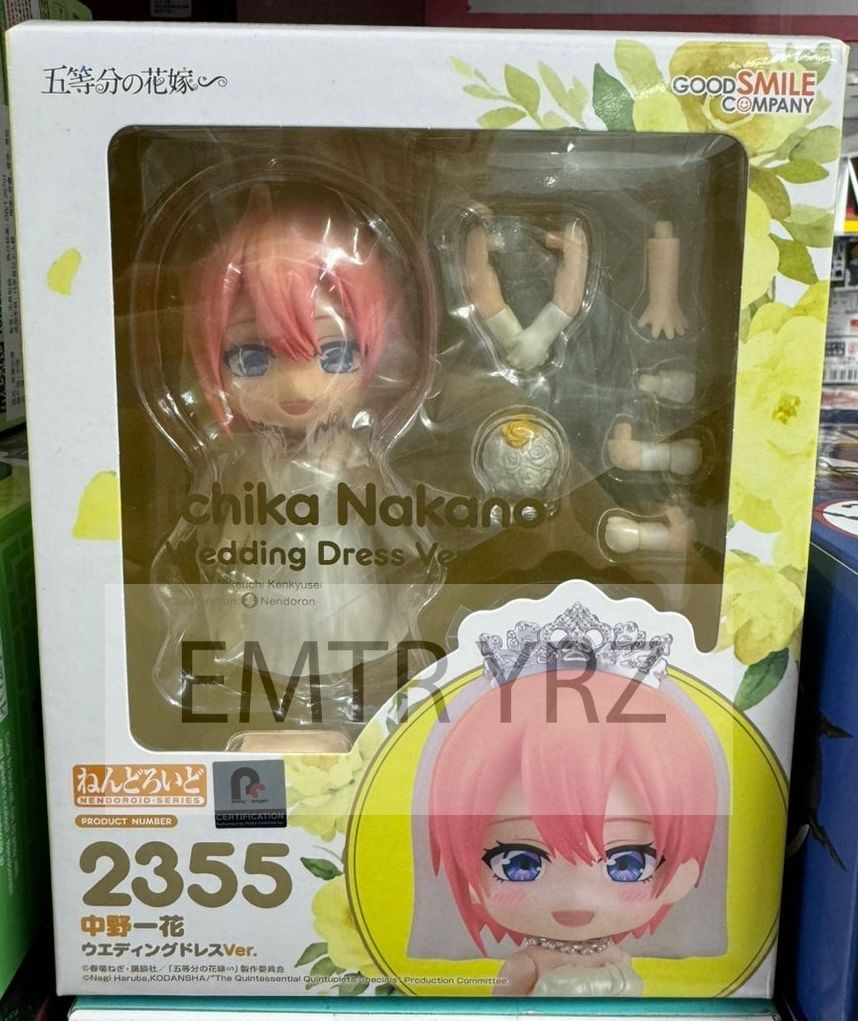 五等分の花嫁〜
GOOD SMILE
COMPANY
Ichika Nakano
Wedding Dress Ver.
Nendoron
EMTR YRZ
ねんどろいど
NENDOROID-SERIES
PRODUCT NUMBER
CERTIFICATION
2355
中野一花
ウエディングドレスVer.
©春場ねぎ・講談社/「五等分の花嫁〜」製作委員会
©Negi Haruba,KODANSHA/"The Quintessential Quintuplets Specials" Production Committee